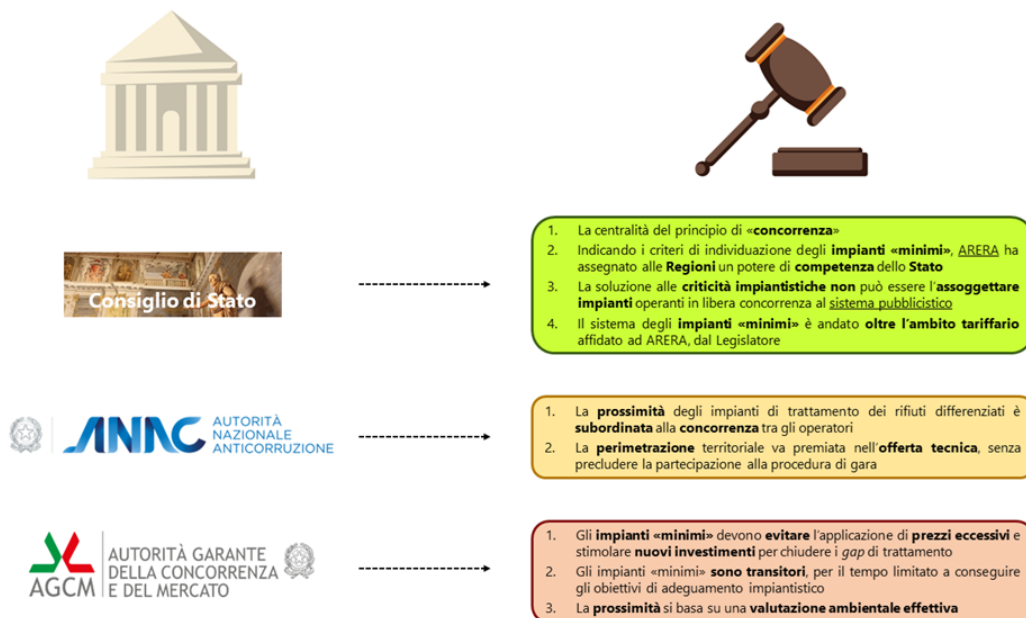 Consiglio di Stato
1. La centralità del principio di «concorrenza»
2. Indicando i criteri di individuazione degli impianti «minimi», ARERA ha
assegnato alle Regioni un potere di competenza dello Stato
3. La soluzione alle criticità impiantistiche non può essere l'assoggettare
impianti operanti in libera concorrenza al sistema pubblicistico
4. Il sistema degli impianti «minimi» è andato oltre l'ambito tariffario
affidato ad ARERA, dal Legislatore
ANAC
AUTORITÀ
NAZIONALE
ANTICORRUZIONE
1. La prossimità degli impianti di trattamento dei rifiuti differenziati è
subordinata alla concorrenza tra gli operatori
2. La perimetrazione territoriale va premiata nell'offerta tecnica, senza
precludere la partecipazione alla procedura di gara
AGCM
AUTORITÀ GARANTE
DELLA CONCORRENZA
E DEL MERCATO
1. Gli impianti «minimi» devono evitare l'applicazione di prezzi eccessivi e
stimolare nuovi investimenti per chiudere i gap di trattamento
2. Gli impianti «minimi» sono transitori, per il tempo limitato a conseguire
gli obiettivi di adeguamento impiantistico
3. La prossimità si basa su una valutazione ambientale effettiva